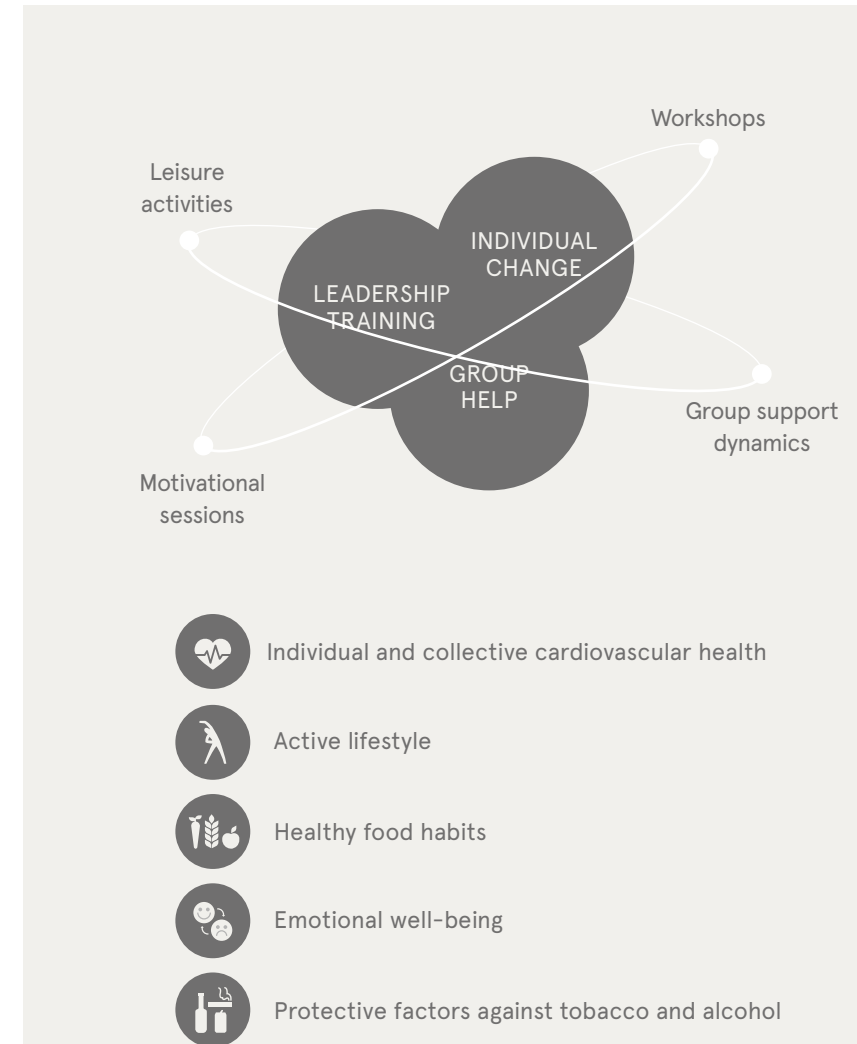 Workshops
Leisure
activities
INDIVIDUAL
CHANGE
LEADERSHIP
TRAINING
GROUP
HELP
Group support
dynamics
Motivational
sessions
Individual and collective cardiovascular health
Active lifestyle
Healthy food habits
Emotional well-being
Protective factors against tobacco and alcohol